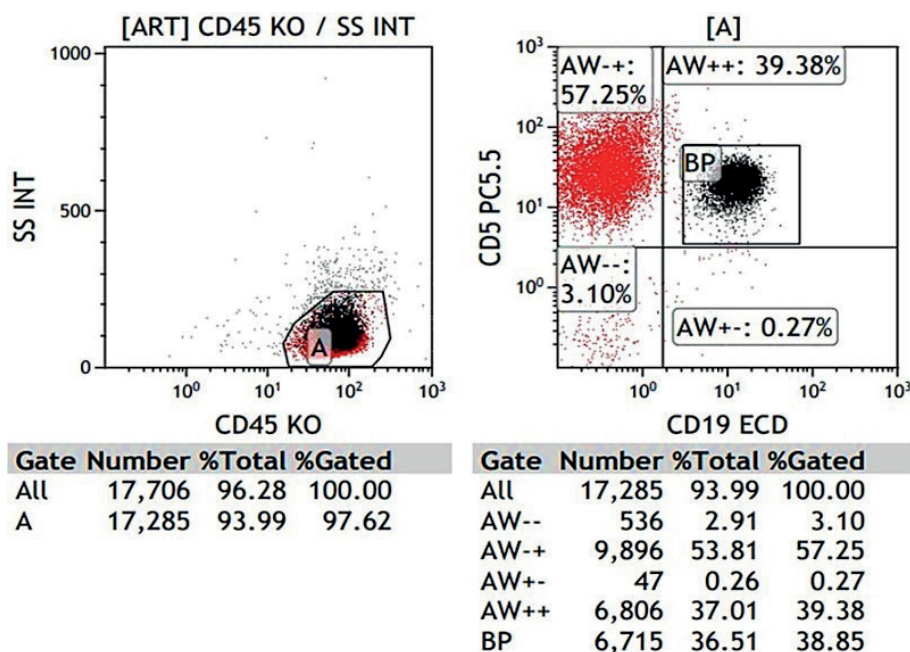 [ART] CD45 KO / SS INT
1000
SS INT
500
0
A
10⁰
10¹
10²
10³
CD45 KO
Gate Number %Total %Gated
All 17,706 96.28 100.00
A 17,285 93.99 97.62
[A]
10³
AW-+:
57.25%
AW++: 39.38%
10²
CD5 PC5.5
BP
10¹
AW--:
3.10%
10⁰
AW+-: 0.27%
10⁰
10¹
10²
10³
CD19 ECD
Gate Number %Total %Gated
All 17,285 93.99 100.00
AW-- 536 2.91 3.10
AW-+ 9,896 53.81 57.25
AW+- 47 0.26 0.27
AW++ 6,806 37.01 39.38
BP 6,715 36.51 38.85